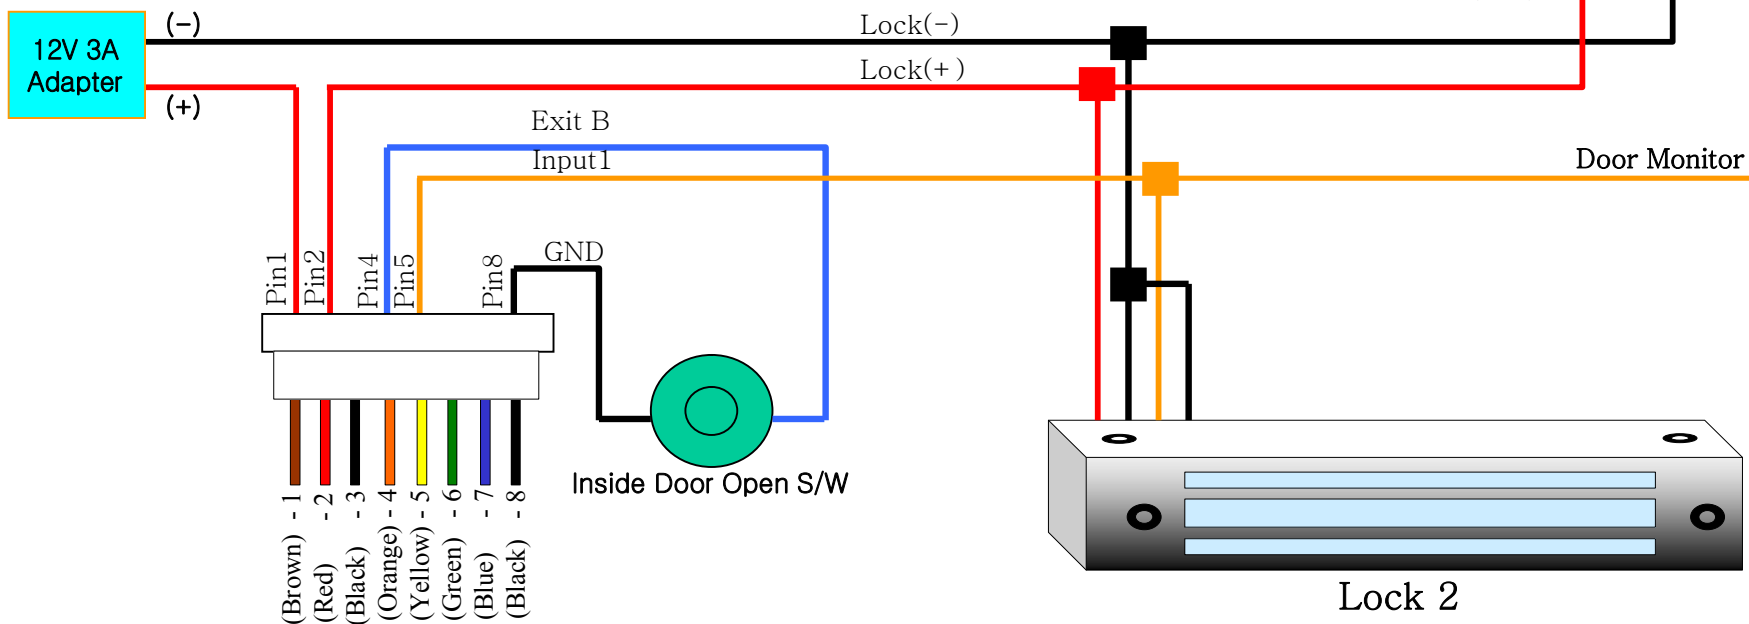 (-)
Lock(-)
12V 3A
Adapter
Lock(+)
(+)
Exit B
Input1
Door Monitor
Pin1
Pin2
Pin4
Pin5
Pin8
GND
Inside Door Open S/W
(Brown) - 1
(Red) - 2
(Black) - 3
(Orange) - 4
(Yellow) - 5
(Green) - 6
(Blue) - 7
(Black) - 8
Lock 2